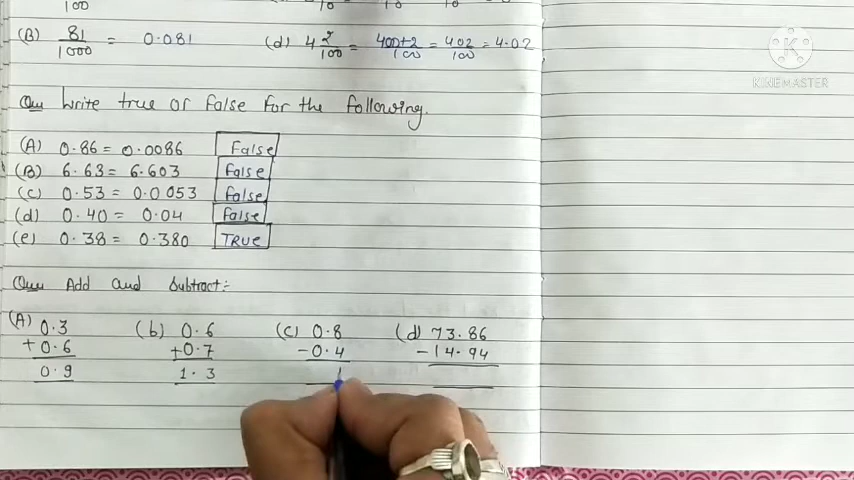 100
(B) 81/1000 = 0.081 (d) 4 2/100 = 400+2/100 = 402/100 = 4.02
KINEMASTER
Que Write true or False For the following.
(A) 0.86 = 0.0086 False
(B) 6.63 = 6.603 False
(C) 0.53 = 0.0053 False
(d) 0.40 = 0.04 False
(e) 0.38 = 0.380 TRUE
Que Add and Subtract:-
(A) 0.3 (b) 0.6 (c) 0.8 (d) 73.86
+0.6 +0.7 -0.4 -14.94
0.9 1.3